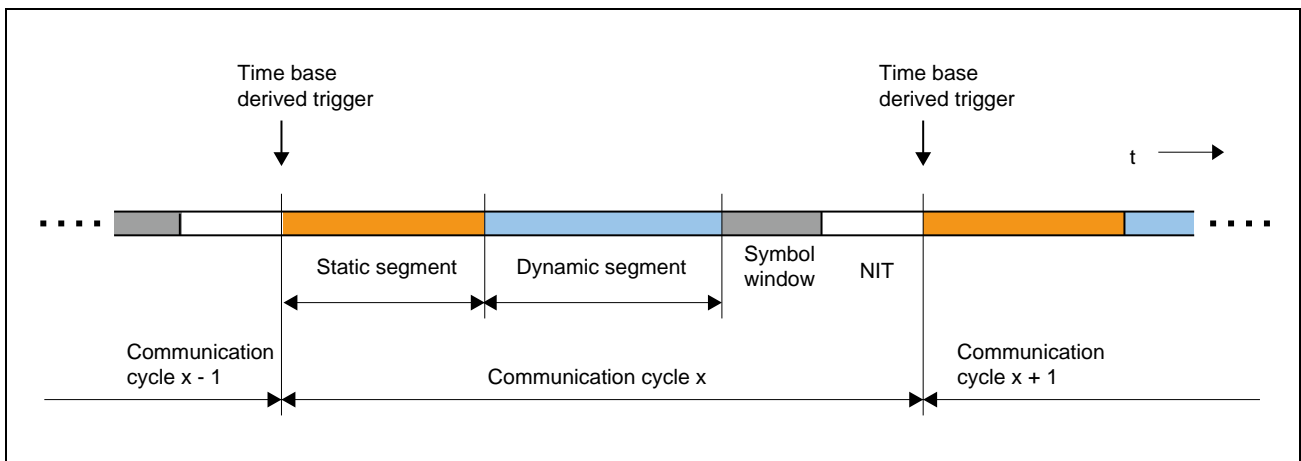 Time base
derived trigger
Time base
derived trigger
t
Static segment
Dynamic segment
Symbol
window
NIT
Communication
cycle x - 1
Communication cycle x
Communication
cycle x + 1